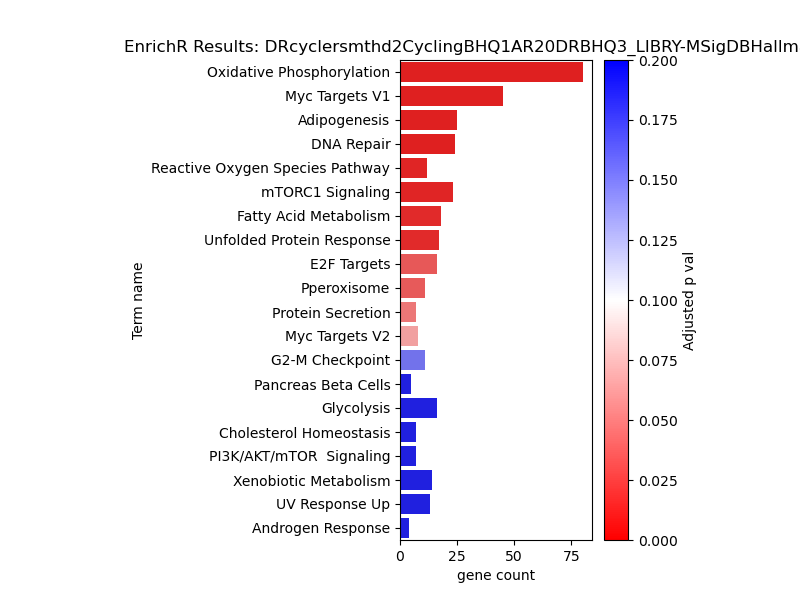 EnrichR Results: DRcyclersmthd2CyclingBHQ1AR20DRBHQ3_LIBRY-MSigDBHallm
Oxidative Phosphorylation
Myc Targets V1
Adipogenesis
DNA Repair
Reactive Oxygen Species Pathway
mTORC1 Signaling
Fatty Acid Metabolism
Unfolded Protein Response
E2F Targets
Pperoxisome
Protein Secretion
Myc Targets V2
G2-M Checkpoint
Pancreas Beta Cells
Glycolysis
Cholesterol Homeostasis
PI3K/AKT/mTOR  Signaling
Xenobiotic Metabolism
UV Response Up
Androgen Response
Term name
0 25 50 75
gene count
0.200
0.175
0.150
0.125
0.100
0.075
0.050
0.025
0.000
Adjusted p val